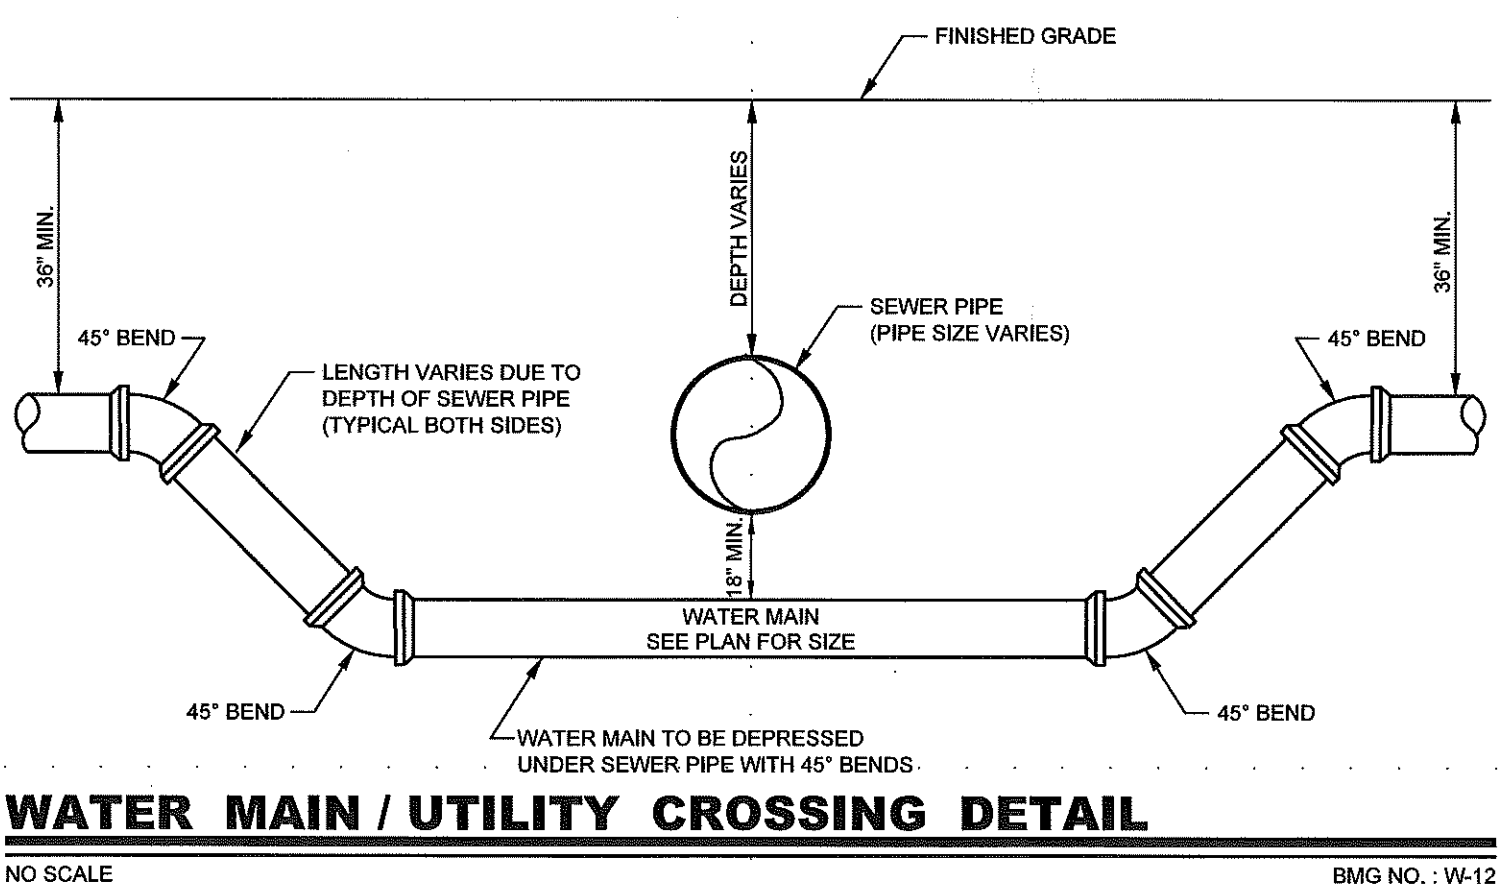 FINISHED GRADE
36" MIN.
DEPTH VARIES
36" MIN.
SEWER PIPE
(PIPE SIZE VARIES)
45° BEND
45° BEND
LENGTH VARIES DUE TO
DEPTH OF SEWER PIPE
(TYPICAL BOTH SIDES)
18" MIN.
WATER MAIN
SEE PLAN FOR SIZE
45° BEND
45° BEND
WATER MAIN TO BE DEPRESSED
UNDER SEWER PIPE WITH 45° BENDS
WATER MAIN / UTILITY CROSSING DETAIL
NO SCALE
BMG NO. : W-12